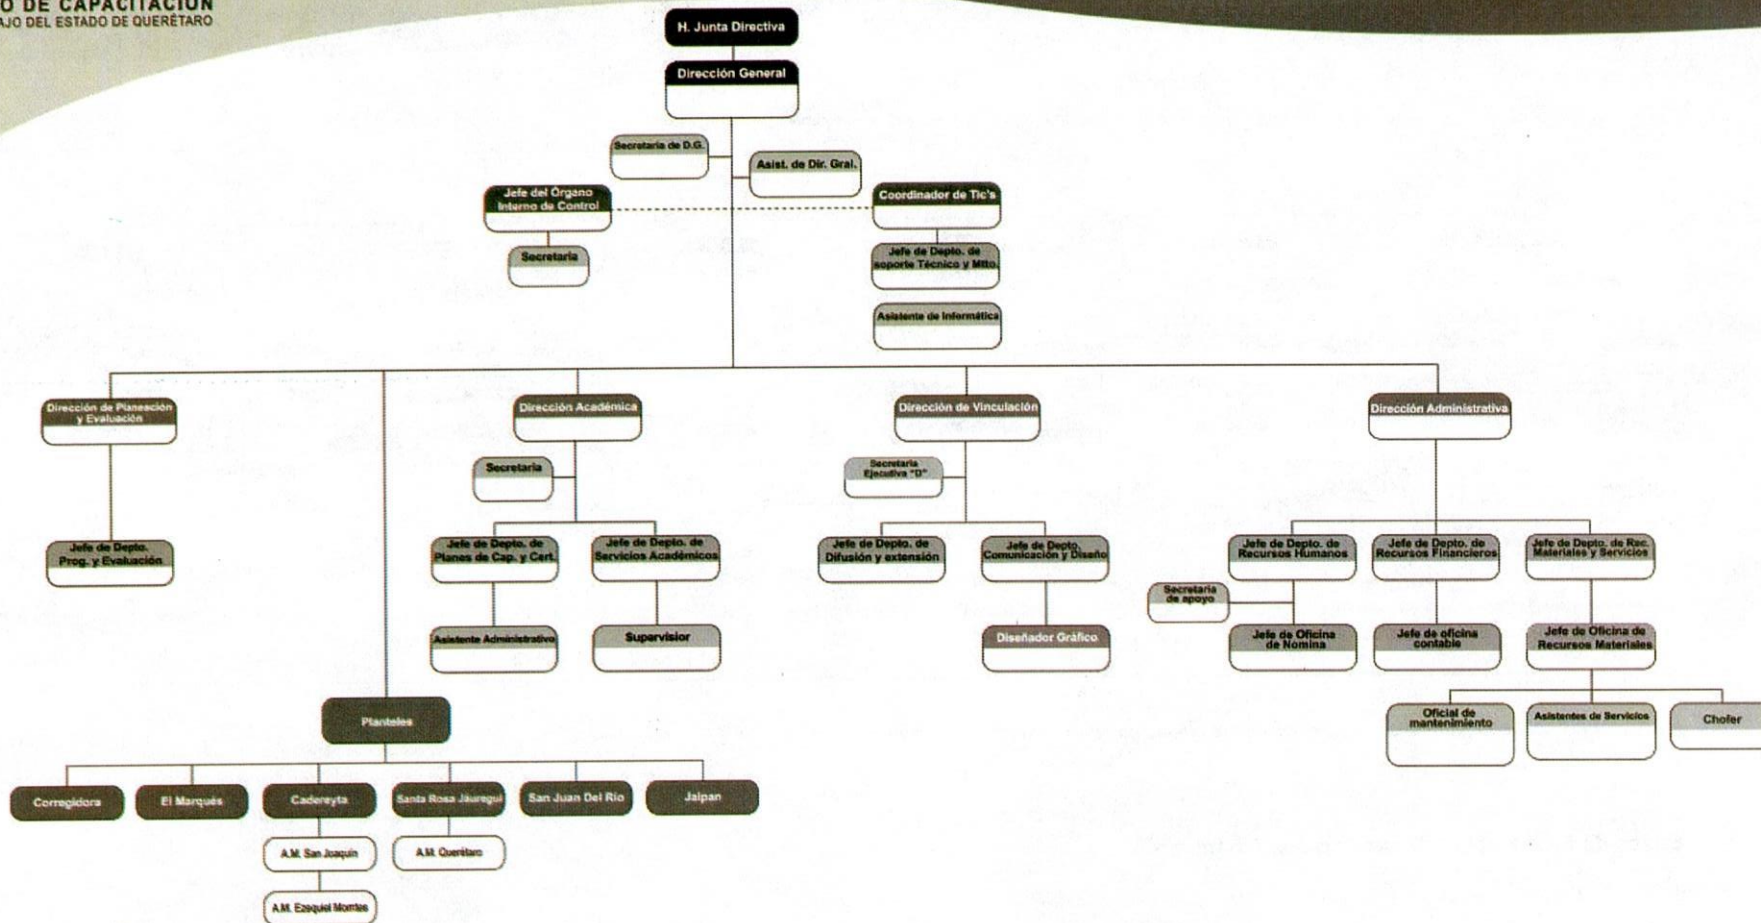 O DE CAPACITACIÓN
AJO DEL ESTADO DE QUERÉTARO
H. Junta Directiva
Dirección General
Secretaria de D.G.
Asist. de Dir. Gral.
Jefe del Órgano
Interno de Control
Coordinador de Tic's
Secretaria
Jefe de Depto. de
soporte Técnico y Mtto.
Asistente de Informática
Dirección de Planeación
y Evaluación
Dirección Académica
Dirección de Vinculación
Dirección Administrativa
Secretaria
Secretaria
Ejecutiva "D"
Jefe de Depto.
Prog. y Evaluación
Jefe de Depto. de
Planes de Cap. y Cert.
Jefe de Depto. de
Servicios Académicos
Jefe de Depto. de
Difusión y extensión
Jefe de Depto.
Comunicación y Diseño
Jefe de Depto. de
Recursos Humanos
Jefe de Depto. de
Recursos Financieros
Jefe de Depto. de Rec.
Materiales y Servicios
Secretaria
de apoyo
Asistente Administrativo
Supervisior
Diseñador Gráfico
Jefe de Oficina
de Nomina
Jefe de oficina
contable
Jefe de Oficina de
Recursos Materiales
Planteles
Oficial de
mantenimiento
Asistentes de Servicios
Chofer
Corregidora
El Marqués
Cadereyta
Santa Rosa Jáuregui
San Juan Del Río
Jalpan
A.M. San Joaquín
A.M. Querétaro
A.M. Ezequiel Montes